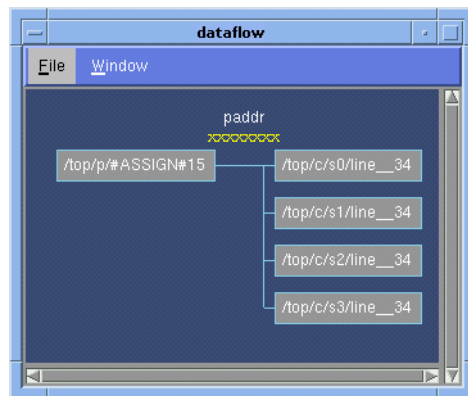 dataflow
File Window
paddr
xxxxxxxx
/top/p/#ASSIGN#15 /top/c/s0/line__34
/top/c/s1/line__34
/top/c/s2/line__34
/top/c/s3/line__34